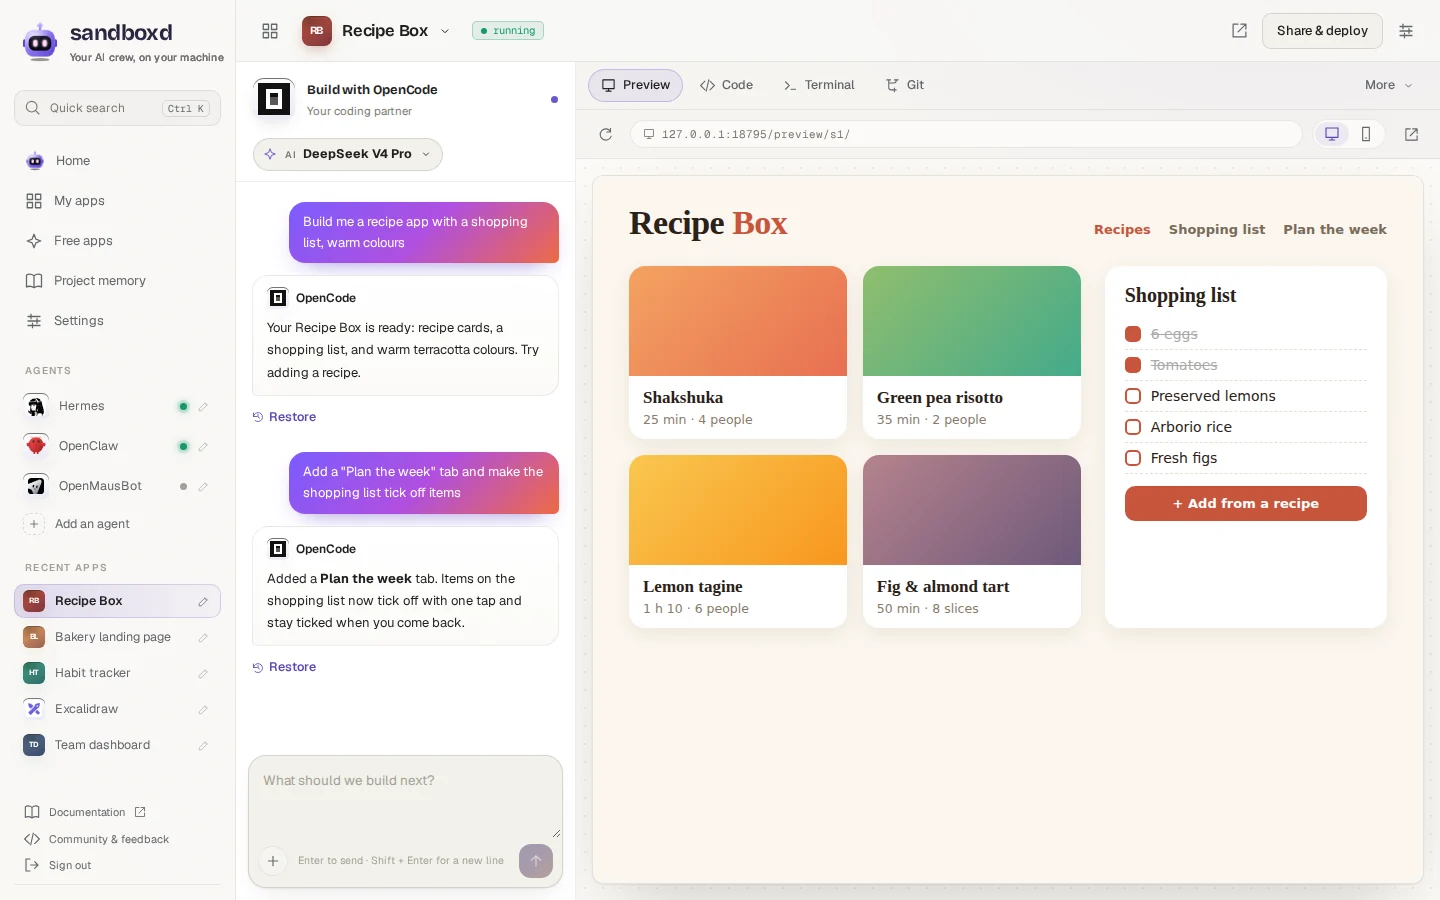 sandboxd
Your AI crew, on your machine
Quick search
Ctrl K
Home
My apps
Free apps
Project memory
Settings
AGENTS
Hermes
OpenClaw
OpenMausBot
Add an agent
RECENT APPS
RB
Recipe Box
BL
Bakery landing page
HT
Habit tracker
Excalidraw
TD
Team dashboard
Documentation
Community & feedback
Sign out
RB
Recipe Box
running
Share & deploy
Build with OpenCode
Your coding partner
AI
DeepSeek V4 Pro
Build me a recipe app with a shopping
list, warm colours
OpenCode
Your Recipe Box is ready: recipe cards, a
shopping list, and warm terracotta colours. Try
adding a recipe.
Restore
Add a "Plan the week" tab and make the
shopping list tick off items
OpenCode
Added a Plan the week tab. Items on the
shopping list now tick off with one tap and
stay ticked when you come back.
Restore
What should we build next?
Enter to send · Shift + Enter for a new line
Preview
Code
Terminal
Git
More
127.0.0.1:18795/preview/s1/
Recipe Box
Recipes
Shopping list
Plan the week
Shakshuka
25 min · 4 people
Green pea risotto
35 min · 2 people
Lemon tagine
1 h 10 · 6 people
Fig & almond tart
50 min · 8 slices
Shopping list
6 eggs
Tomatoes
Preserved lemons
Arborio rice
Fresh figs
+ Add from a recipe